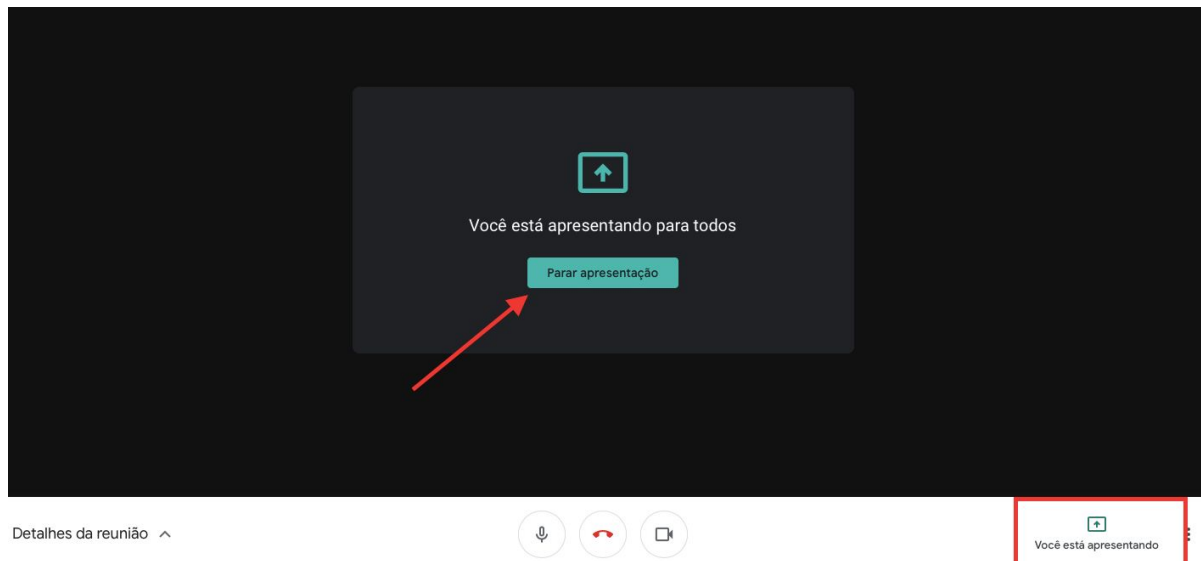 Você está apresentando para todos
Parar apresentação
Detalhes da reunião
Você está apresentando